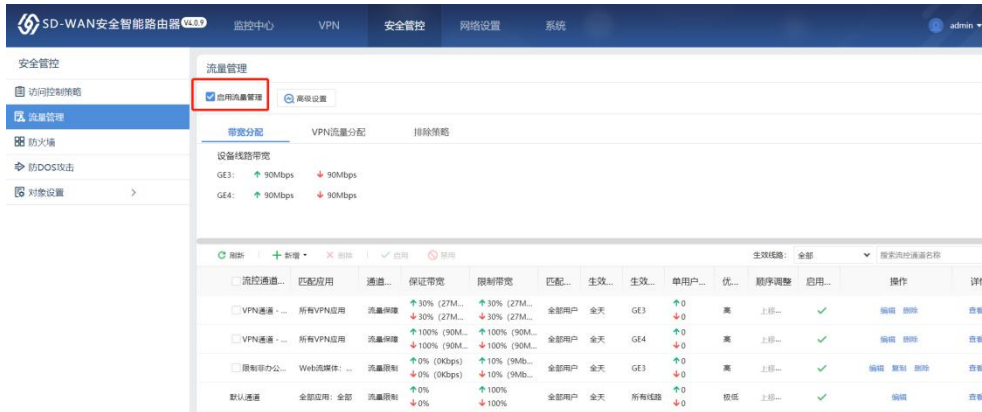 SD-WAN安全智能路由器 V4.0.9 监控中心 VPN 安全管控 网络设置 系统 admin
安全管控
流量管理
访问控制策略
启用流量管理 高级设置
流量管理
防火墙
带宽分配 VPN流量分配 排除策略
防DOS攻击
设备线路带宽
对象设置
GE3: 90Mbps 90Mbps
GE4: 90Mbps 90Mbps
刷新 新增 删除 启用 禁用 生效线路: 全部 搜索流控通道名称
流控通道... 匹配应用 通道... 保证带宽 限制带宽 匹配... 生效... 生效... 单用户... 优... 顺序调整 启用... 操作 详情
VPN通道 - ... 所有VPN应用 流量保障 30% (27M... 30% (27M... 全部用户 全天 GE3 0 高 上移... 编辑 删除 查看
30% (27M... 30% (27M... 0
VPN通道 - ... 所有VPN应用 流量保障 100% (90M... 100% (90M... 全部用户 全天 GE4 0 高 上移... 编辑 删除 查看
100% (90M... 100% (90M... 0
限制非办公... Web流媒体: ... 流量限制 0% (0Kbps) 10% (9Mb... 全部用户 全天 GE3 0 高 上移... 编辑 复制 删除 查看
0% (0Kbps) 10% (9Mb... 0
默认通道 全部应用: 全部 流量限制 0% 100% 全部用户 全天 所有线路 0 极低 上移... 编辑 查看
0% 100% 0